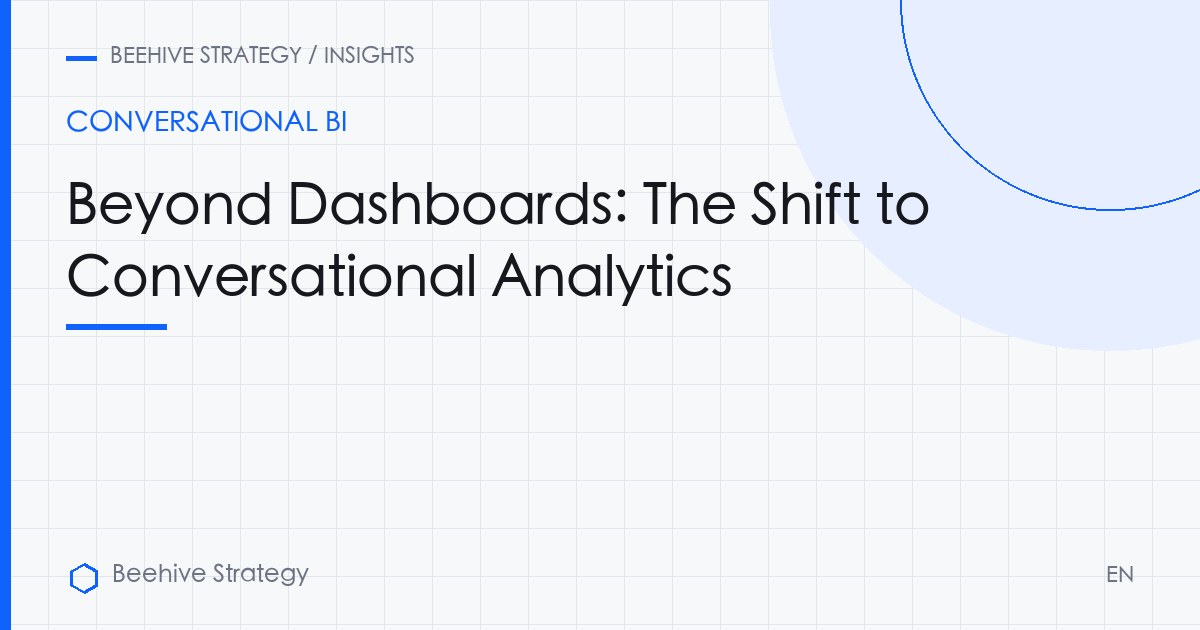 BEEHIVE STRATEGY / INSIGHTS
CONVERSATIONAL BI
Beyond Dashboards: The Shift to
Conversational Analytics
Beehive Strategy
EN